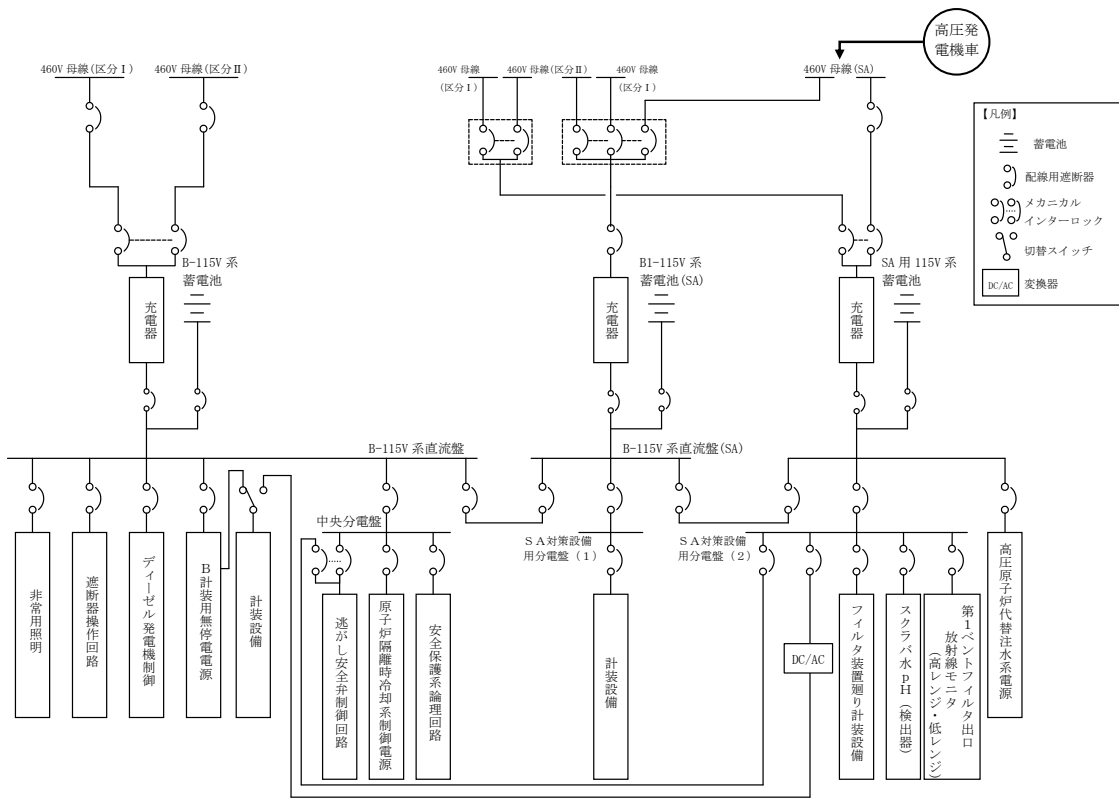 高圧発
電機車
460V 母線(区分Ⅰ)
460V 母線(区分Ⅱ)
460V 母線
(区分Ⅰ)
460V 母線(区分Ⅱ)
460V 母線
(区分Ⅰ)
460V 母線(SA)
【凡例】
蓄電池
配線用遮断器
メカニカル
インターロック
切替スイッチ
DC/AC
変換器
B-115V 系
蓄電池
充電器
B1-115V 系
蓄電池(SA)
充電器
SA 用 115V 系
蓄電池
充電器
B-115V 系直流盤
B-115V 系直流盤(SA)
中央分電盤
SA対策設備
用分電盤(1)
SA対策設備
用分電盤(2)
非常用照明
遮断器操作回路
ディーゼル発電機制御
B計装用無停電電源
計装設備
逃がし安全弁制御回路
原子炉隔離時冷却系制御電源
安全保護系論理回路
計装設備
DC/AC
フィルタ装置廻り計装設備
スクラバ水pH(検出器)
第1ベントフィルタ出口
放射線モニタ
(高レンジ・低レンジ)
高圧原子炉代替注水系電源